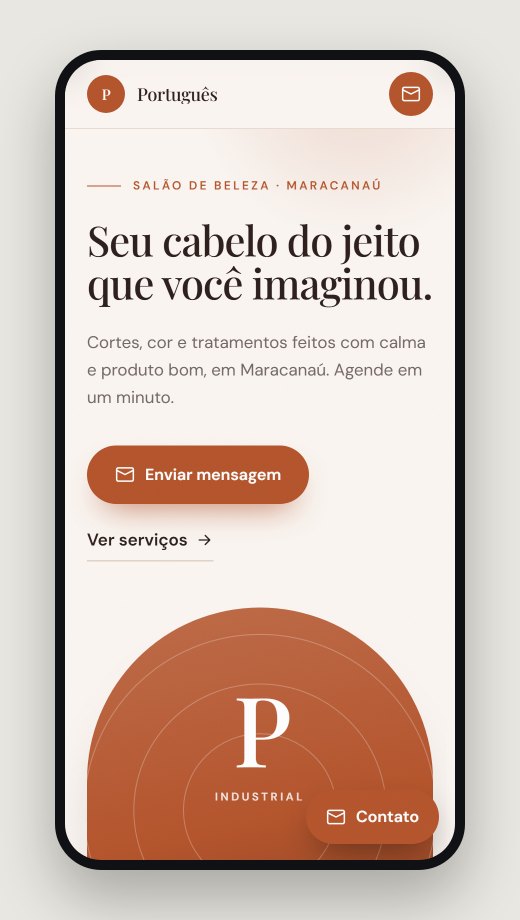 P Português
SALÃO DE BELEZA · MARACANAÚ
Seu cabelo do jeito
que você imaginou.
Cortes, cor e tratamentos feitos com calma
e produto bom, em Maracanaú. Agende em
um minuto.
Enviar mensagem
Ver serviços →
P
INDUSTRIAL
Contato